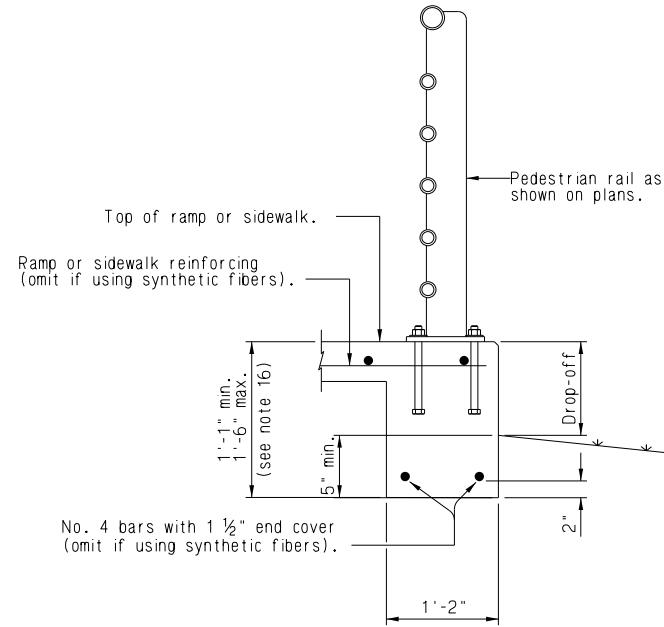 Pedestrian rail as
shown on plans.
Top of ramp or sidewalk.
Ramp or sidewalk reinforcing
(omit if using synthetic fibers).
1'-1" min.
1'-6" max.
(see note 16)
5" min.
Drop-off
2"
No. 4 bars with 1 ½" end cover
(omit if using synthetic fibers).
1'-2"